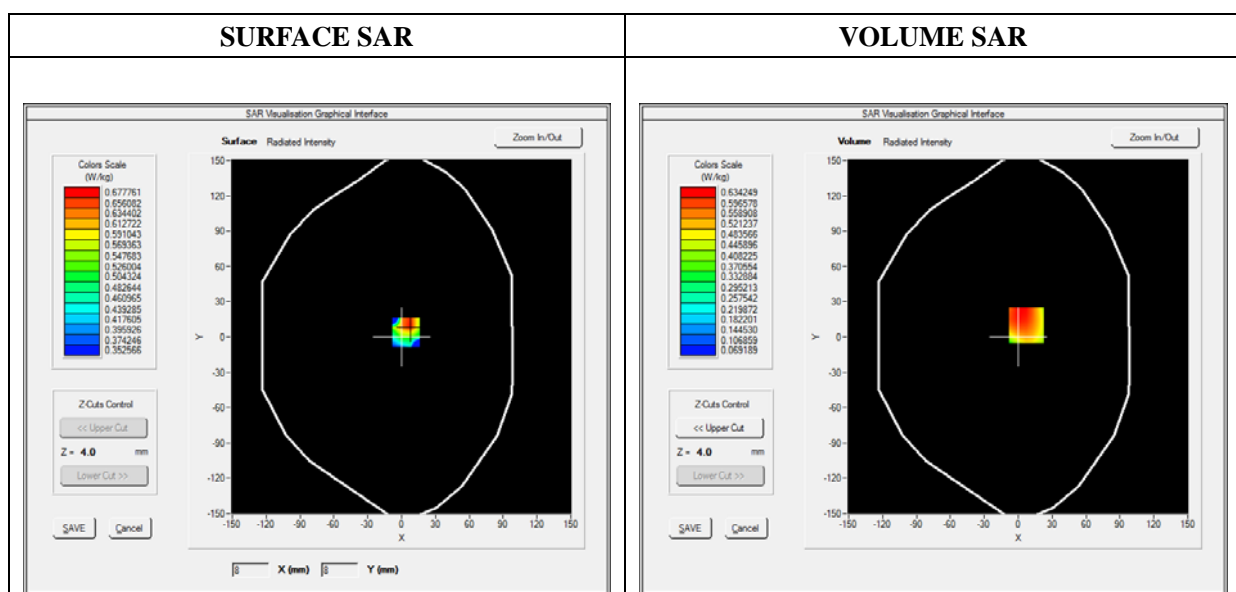 SURFACE SAR
VOLUME SAR
SAR Visualisation Graphical Interface
Surface Radiated Intensity
Zoom In/Out
Colors Scale
(W/kg)
0.677761
0.656082
0.634402
0.612722
0.591043
0.569363
0.547683
0.526004
0.504324
0.482644
0.460965
0.439285
0.417605
0.395926
0.374246
0.352566
Z-Cuts Control
<< Upper Cut
Z = 4.0 mm
Lower Cut >>
SAVE Cancel
150
120
90
60
30
0
-30
-60
-90
-120
-150
Y
-150 -120 -90 -60 -30 0 30 60 90 120 150
X
8 X (mm) 8 Y (mm)
SAR Visualisation Graphical Interface
Volume Radiated Intensity
Zoom In/Out
Colors Scale
(W/kg)
0.634249
0.596578
0.558908
0.521237
0.483566
0.445896
0.408225
0.370554
0.332884
0.295213
0.257542
0.219872
0.182201
0.144530
0.106859
0.069189
Z-Cuts Control
<< Upper Cut
Z = 4.0 mm
Lower Cut >>
SAVE Cancel
150
120
90
60
30
0
-30
-60
-90
-120
-150
Y
-150 -120 -90 -60 -30 0 30 60 90 120 150
X